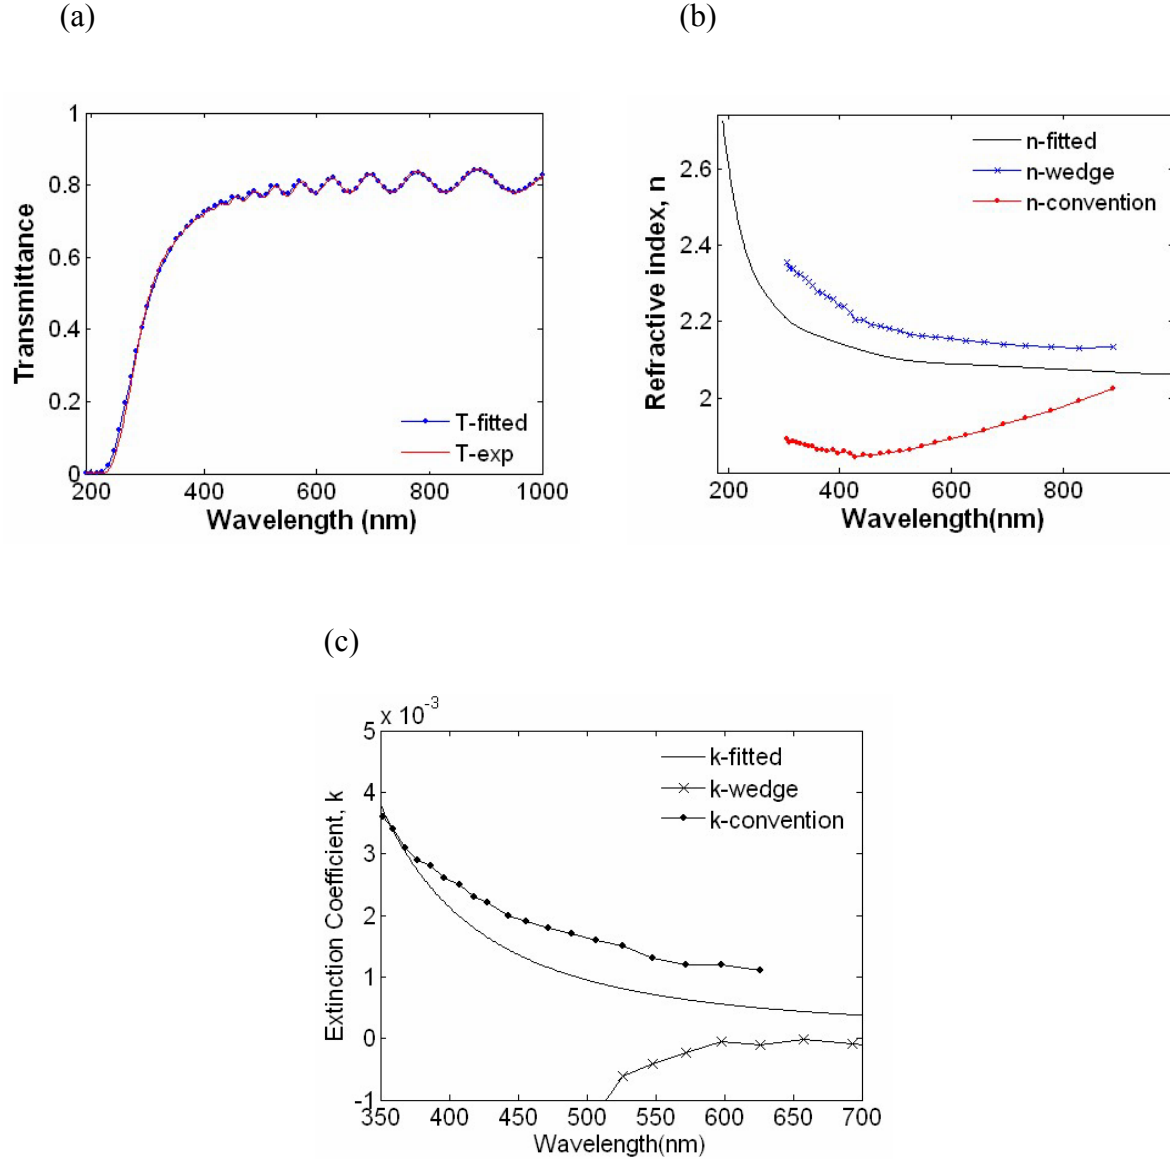 (a)
(b)
1
0.8
0.6
0.4
0.2
0
Transmittance
T-fitted
T-exp
200 400 600 800 1000
Wavelength (nm)
2.6
2.4
2.2
2
Refractive index, n
n-fitted
n-wedge
n-convention
200 400 600 800
Wavelength(nm)
(c)
x 10⁻³
5
4
3
2
1
0
-1
Extinction Coefficient, k
k-fitted
k-wedge
k-convention
350 400 450 500 550 600 650 700
Wavelength(nm)